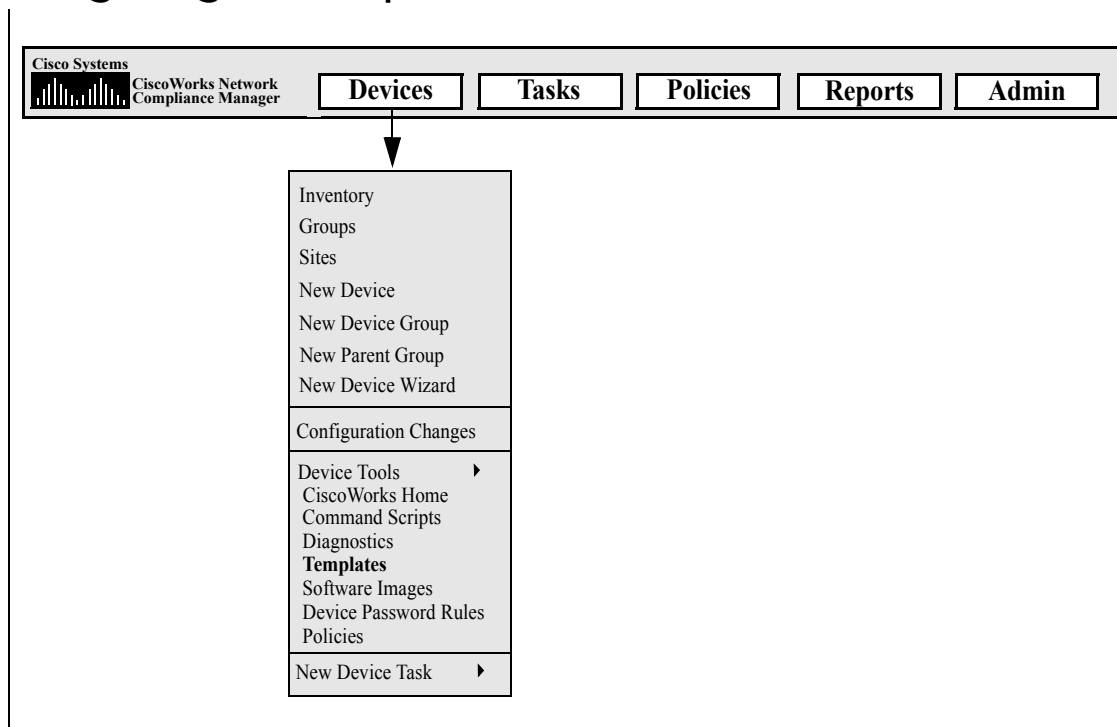 Cisco Systems
CiscoWorks Network
Compliance Manager
Devices
Tasks
Policies
Reports
Admin
Inventory
Groups
Sites
New Device
New Device Group
New Parent Group
New Device Wizard
Configuration Changes
Device Tools
CiscoWorks Home
Command Scripts
Diagnostics
Templates
Software Images
Device Password Rules
Policies
New Device Task